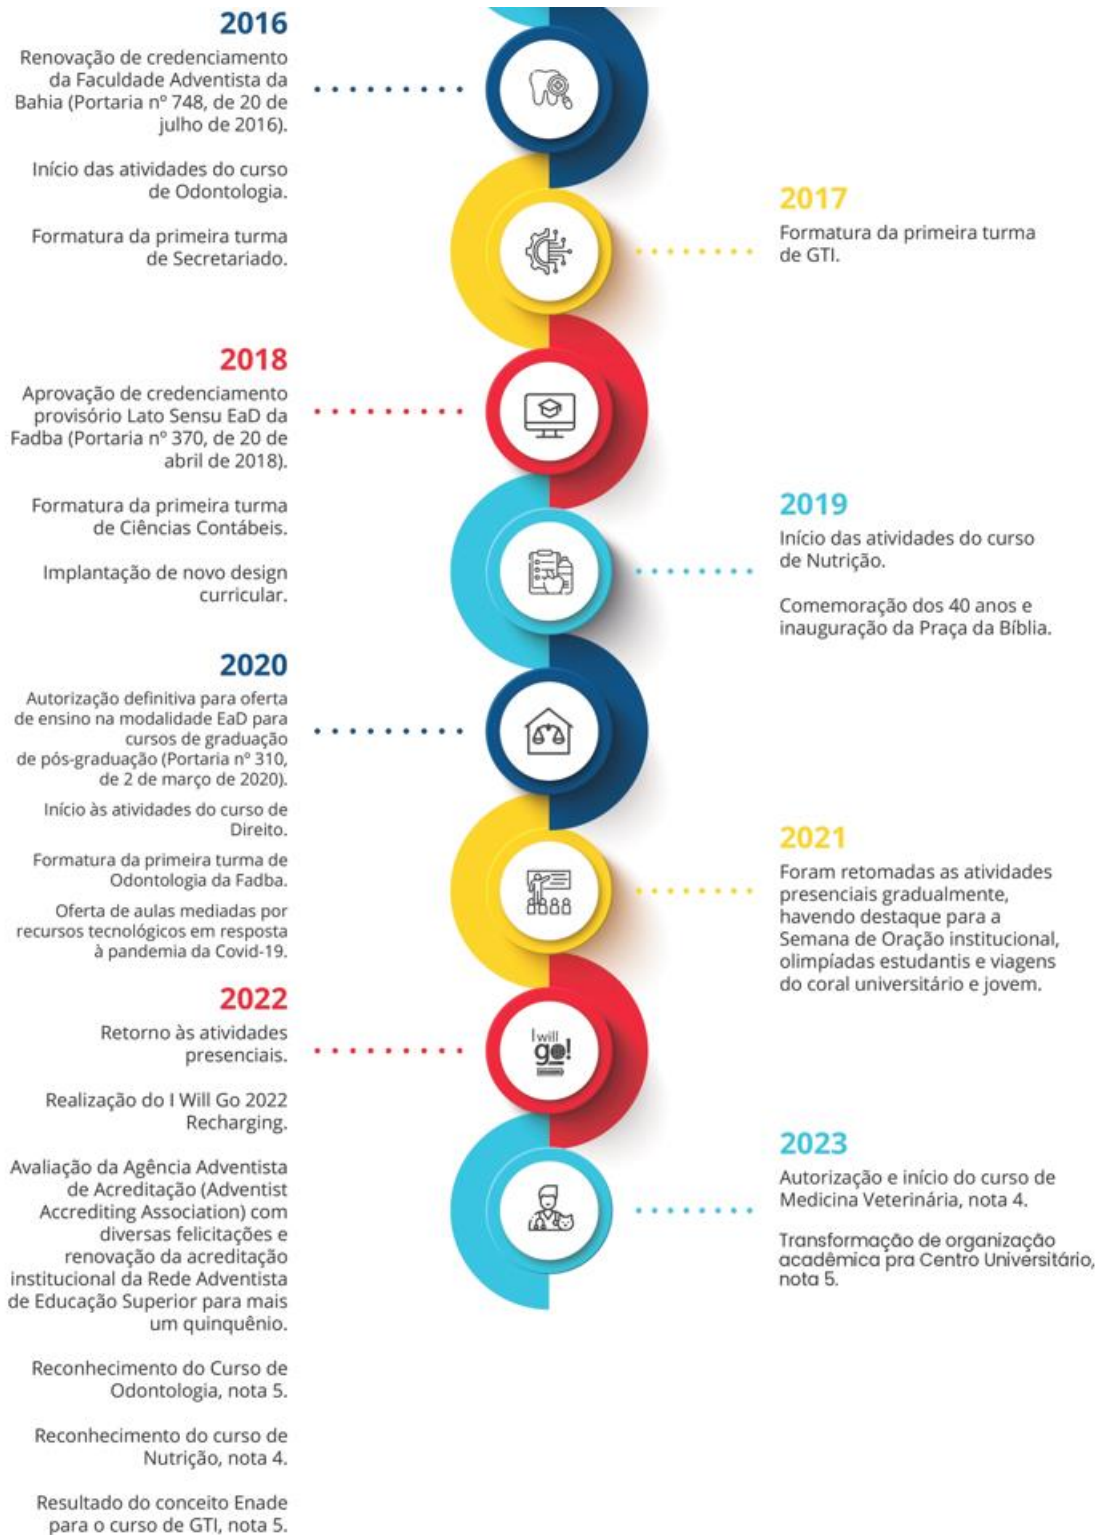 2016
Renovação de credenciamento
da Faculdade Adventista da
Bahia (Portaria nº 748, de 20 de
julho de 2016).
Início das atividades do curso
de Odontologia.
Formatura da primeira turma
de Secretariado.
2017
Formatura da primeira turma
de GTI.
2018
Aprovação de credenciamento
provisório Lato Sensu EaD da
Fadba (Portaria nº 370, de 20 de
abril de 2018).
Formatura da primeira turma
de Ciências Contábeis.
Implantação de novo design
curricular.
2019
Início das atividades do curso
de Nutrição.
Comemoração dos 40 anos e
inauguração da Praça da Bíblia.
2020
Autorização definitiva para oferta
de ensino na modalidade EaD para
cursos de graduação
de pós-graduação (Portaria nº 310,
de 2 de março de 2020).
Início às atividades do curso de
Direito.
Formatura da primeira turma de
Odontologia da Fadba.
Oferta de aulas mediadas por
recursos tecnológicos em resposta
à pandemia da Covid-19.
2021
Foram retomadas as atividades
presenciais gradualmente,
havendo destaque para a
Semana de Oração institucional,
olimpíadas estudantis e viagens
do coral universitário e jovem.
2022
Retorno às atividades
presenciais.
Realização do I Will Go 2022
Recharging.
Avaliação da Agência Adventista
de Acreditação (Adventist
Accrediting Association) com
diversas felicitações e
renovação da acreditação
institucional da Rede Adventista
de Educação Superior para mais
um quinquênio.
Reconhecimento do Curso de
Odontologia, nota 5.
Reconhecimento do curso de
Nutrição, nota 4.
Resultado do conceito Enade
para o curso de GTI, nota 5.
I will
go!
2023
Autorização e início do curso de
Medicina Veterinária, nota 4.
Transformação de organização
acadêmica pra Centro Universitário,
nota 5.